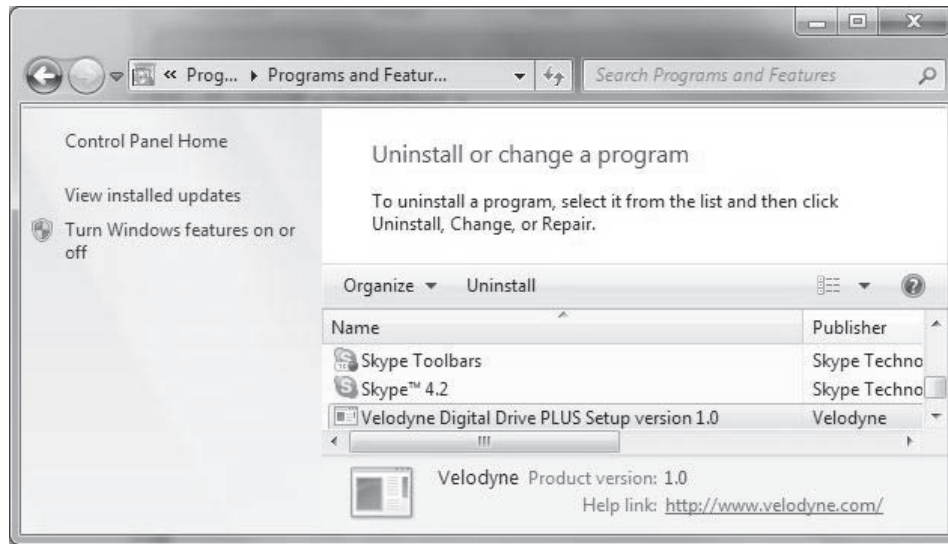 « Prog... ▸ Programs and Featur...
Search Programs and Features
Control Panel Home
View installed updates
Turn Windows features on or
off
Uninstall or change a program
To uninstall a program, select it from the list and then click
Uninstall, Change, or Repair.
Organize Uninstall
Name Publisher
Skype Toolbars Skype Techno
Skype™ 4.2 Skype Techno
Velodyne Digital Drive PLUS Setup version 1.0 Velodyne
Velodyne Product version: 1.0
Help link: http://www.velodyne.com/